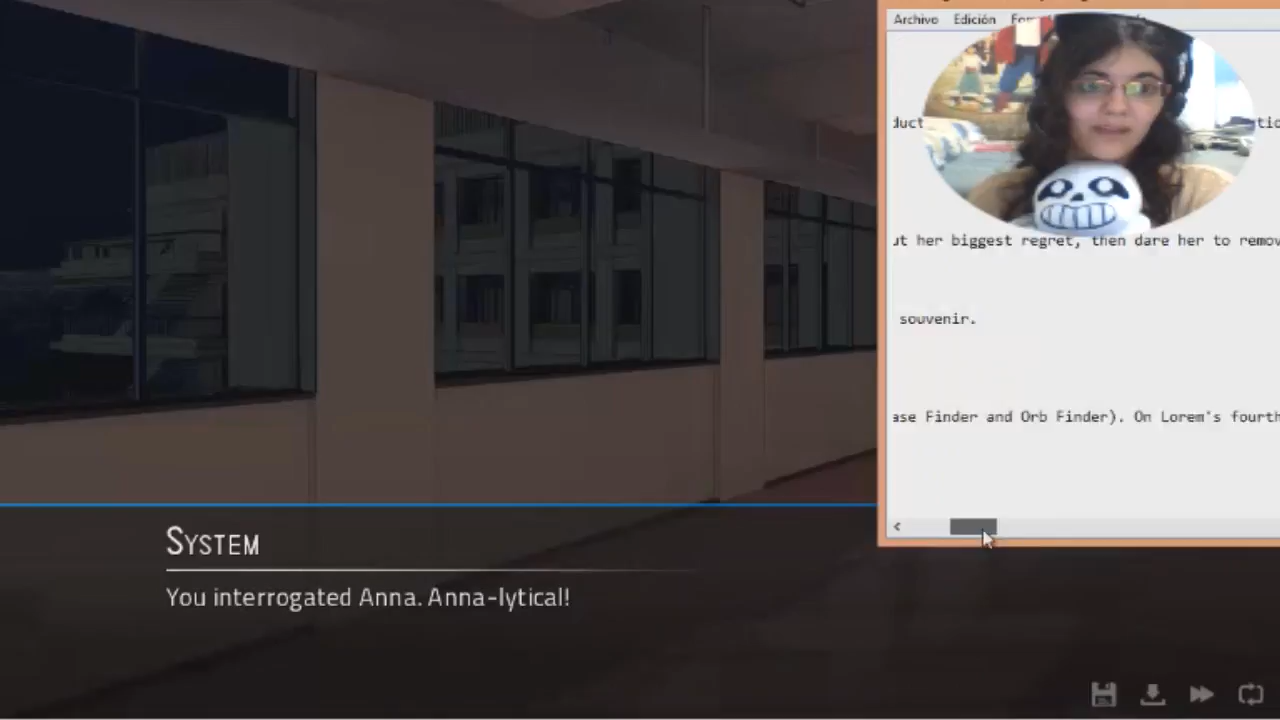 Archivo Edición
duct
ut her biggest regret, then dare her to remov
souvenir.
ase Finder and Orb Finder). On Lorem's fourth
<
System
You interrogated Anna. Anna-lytical!